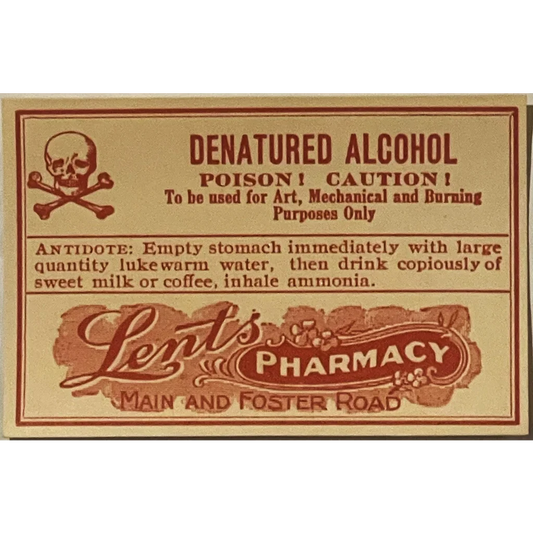 DENATURED ALCOHOL
POISON! CAUTION!
To be used for Art, Mechanical and Burning
Purposes Only
ANTIDOTE: Empty stomach immediately with large
quantity lukewarm water, then drink copiously of
sweet milk or coffee, inhale ammonia.
Lents
PHARMACY
MAIN AND FOSTER ROAD